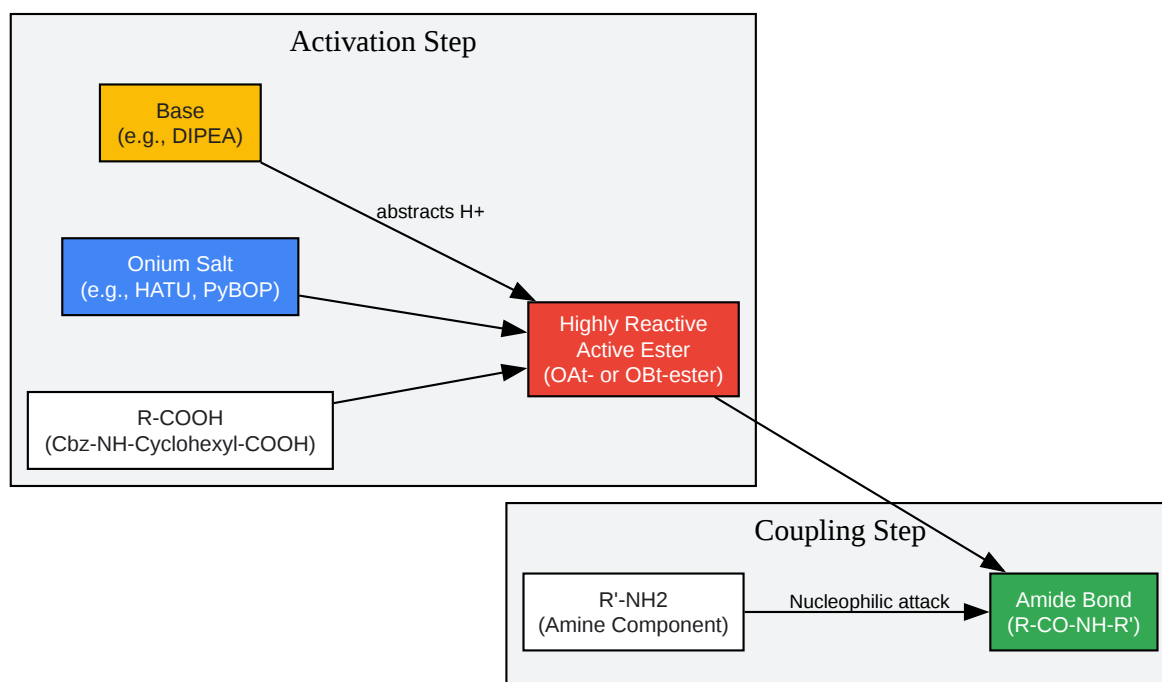 Activation Step
Base
(e.g., DIPEA)
abstracts H+
Onium Salt
(e.g., HATU, PyBOP)
Highly Reactive
Active Ester
(OAt- or OBt-ester)
R-COOH
(Cbz-NH-Cyclohexyl-COOH)
Coupling Step
R'-NH2
(Amine Component)
Nucleophilic attack
Amide Bond
(R-CO-NH-R')